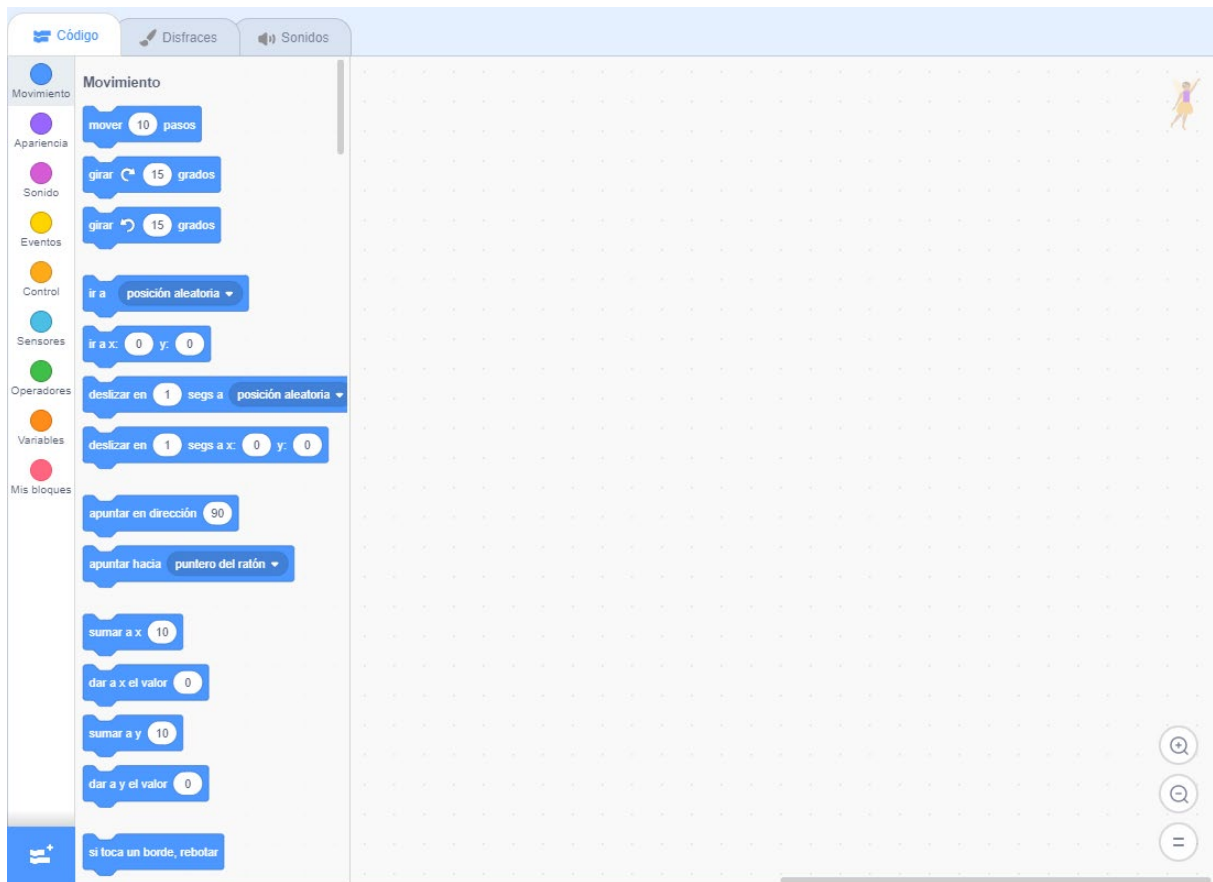 Código
Disfraces
Sonidos
Movimiento
Apariencia
Sonido
Eventos
Control
Sensores
Operadores
Variables
Mis bloques
Movimiento
mover 10 pasos
girar 15 grados
girar 15 grados
ir a posición aleatoria
ir a x: 0 y: 0
deslizar en 1 segs a posición aleatoria
deslizar en 1 segs a x: 0 y: 0
apuntar en dirección 90
apuntar hacia puntero del ratón
sumar a x 10
dar a x el valor 0
sumar a y 10
dar a y el valor 0
si toca un borde, rebotar